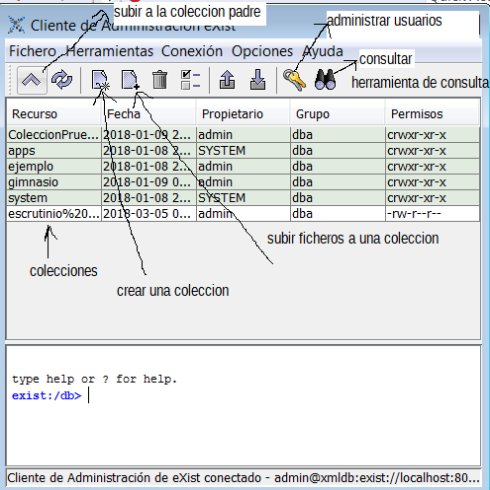 subir a la coleccion padre
Cliente de Administración eXist
administrar usuarios
Fichero Herramientas Conexión Opciones Ayuda
consultar
herramienta de consulta
Recurso Fecha Propietario Grupo Permisos
ColeccionPrue... 2018-01-09 2... admin dba crwxr-xr-x
apps 2018-01-08 2... SYSTEM dba crwxr-xr-x
ejemplo 2018-01-08 2... admin dba crwxr-xr-x
gimnasio 2018-01-09 0... admin dba crwxr-xr-x
system 2018-01-08 2... SYSTEM dba crwxr-xr-x
escrutinio%20... 2018-03-05 0... admin dba -rw-r--r--
subir ficheros a una coleccion
colecciones
crear una coleccion
type help or ? for help.
exist:/db>
Cliente de Administración de eXist conectado - admin@xmldb:exist://localhost:80...